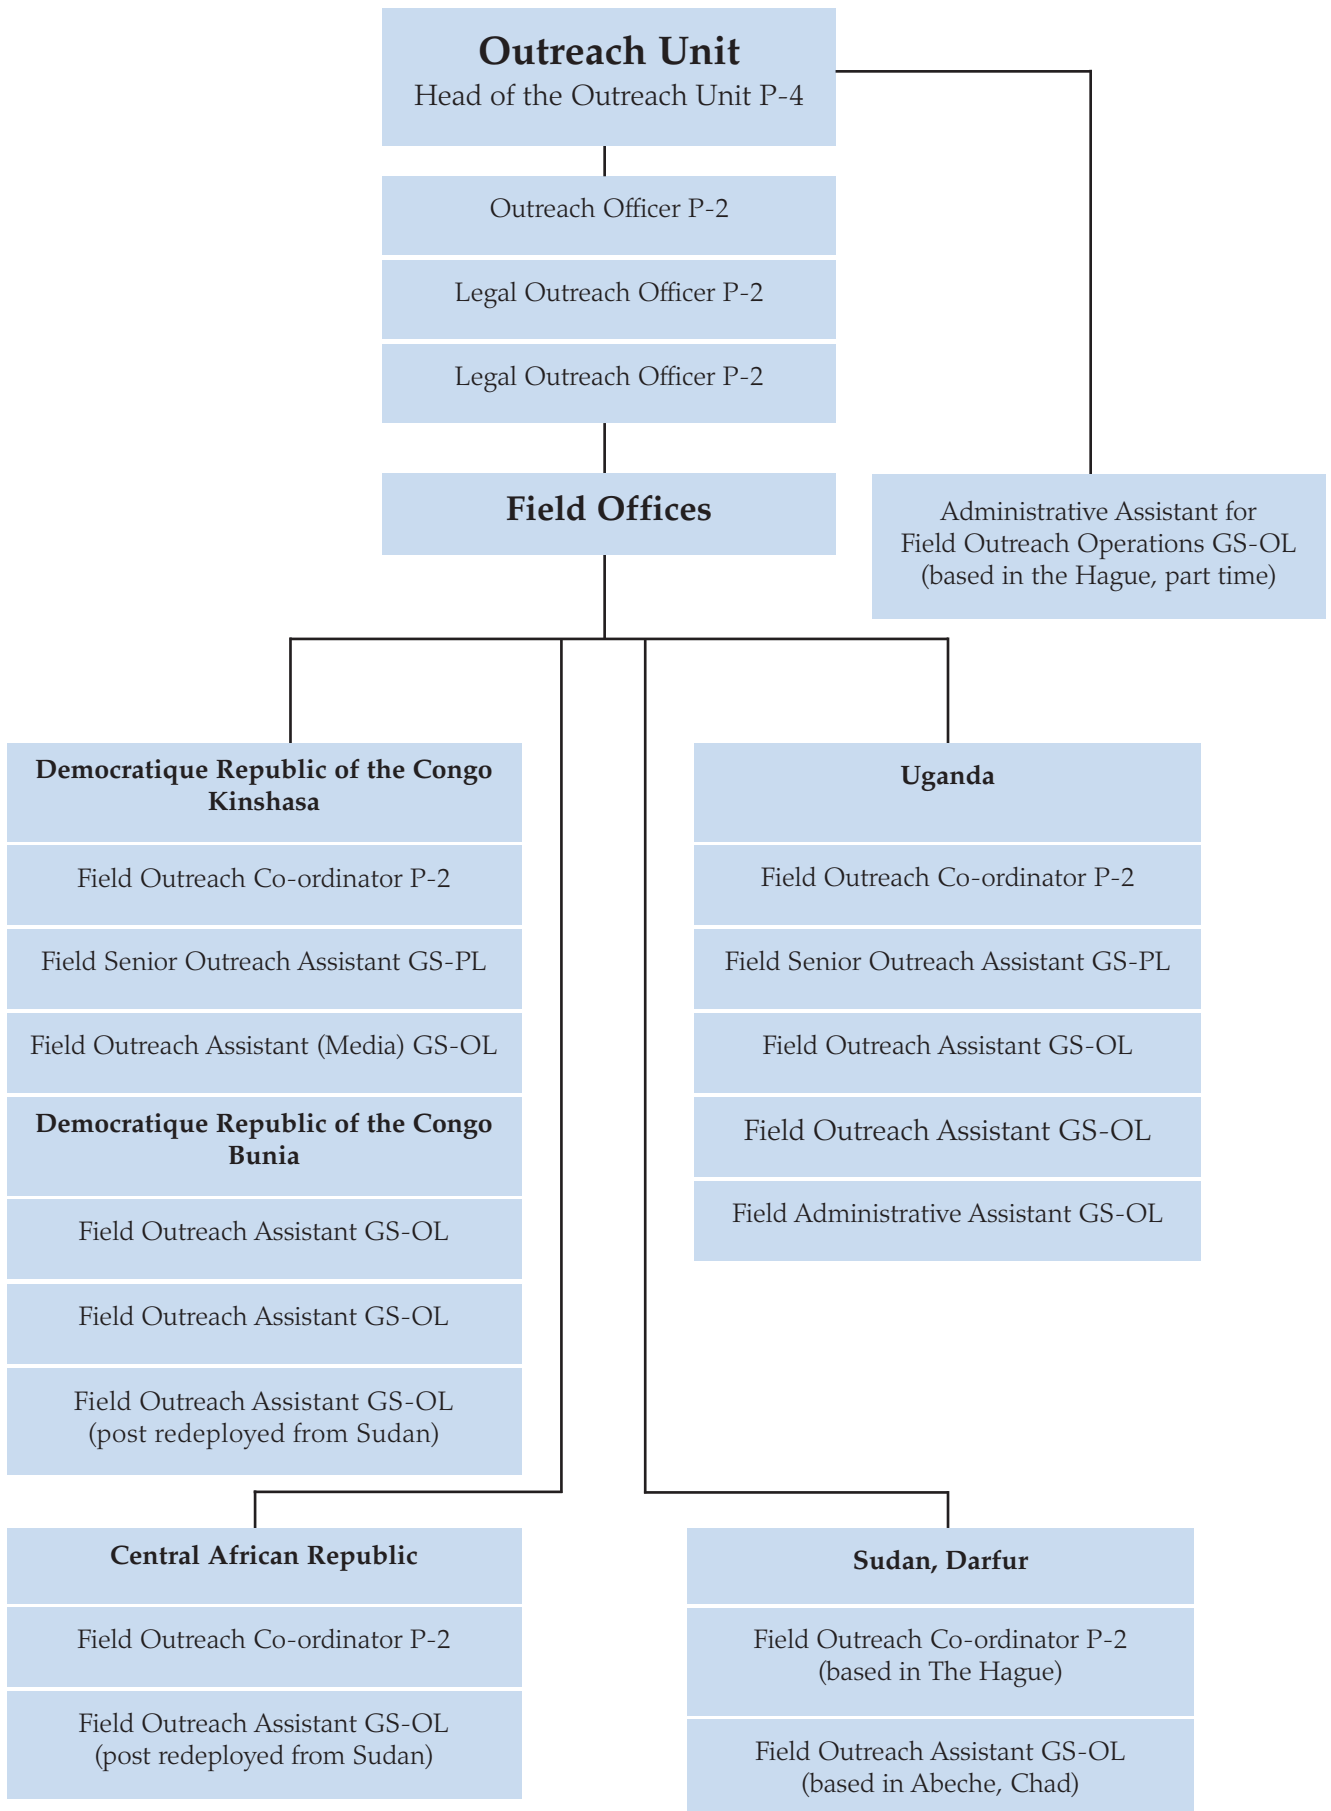 Outreach Unit
Head of the Outreach Unit P-4
Outreach Officer P-2
Legal Outreach Officer P-2
Legal Outreach Officer P-2
Field Offices
Administrative Assistant for
Field Outreach Operations GS-OL
(based in the Hague, part time)
Democratique Republic of the Congo
Kinshasa
Field Outreach Co-ordinator P-2
Field Senior Outreach Assistant GS-PL
Field Outreach Assistant (Media) GS-OL
Democratique Republic of the Congo
Bunia
Field Outreach Assistant GS-OL
Field Outreach Assistant GS-OL
Field Outreach Assistant GS-OL
(post redeployed from Sudan)
Uganda
Field Outreach Co-ordinator P-2
Field Senior Outreach Assistant GS-PL
Field Outreach Assistant GS-OL
Field Outreach Assistant GS-OL
Field Administrative Assistant GS-OL
Central African Republic
Field Outreach Co-ordinator P-2
Field Outreach Assistant GS-OL
(post redeployed from Sudan)
Sudan, Darfur
Field Outreach Co-ordinator P-2
(based in The Hague)
Field Outreach Assistant GS-OL
(based in Abeche, Chad)